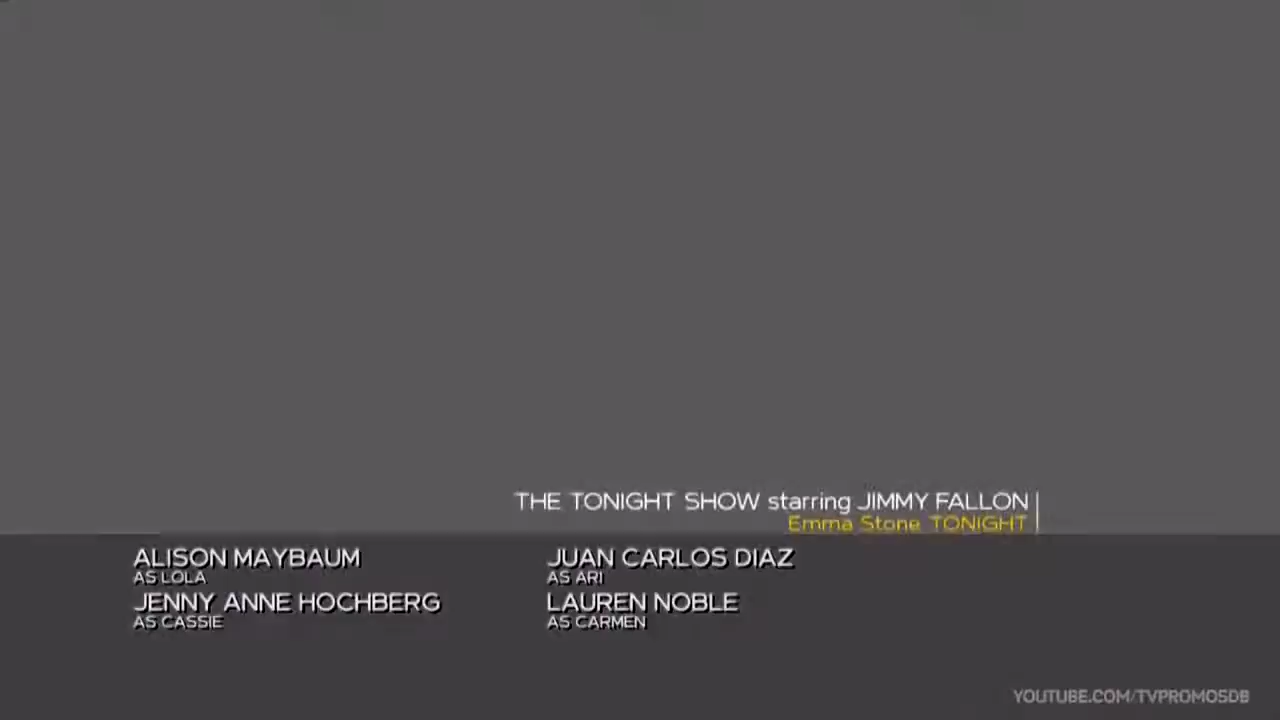 THE TONIGHT SHOW starring JIMMY FALLON
Emma Stone TONIGHT
ALISON MAYBAUM
AS LOLA
JENNY ANNE HOCHBERG
AS CASSIE
JUAN CARLOS DIAZ
AS ARI
LAUREN NOBLE
AS CARMEN
YOUTUBE.COM/TVPROMOSDB